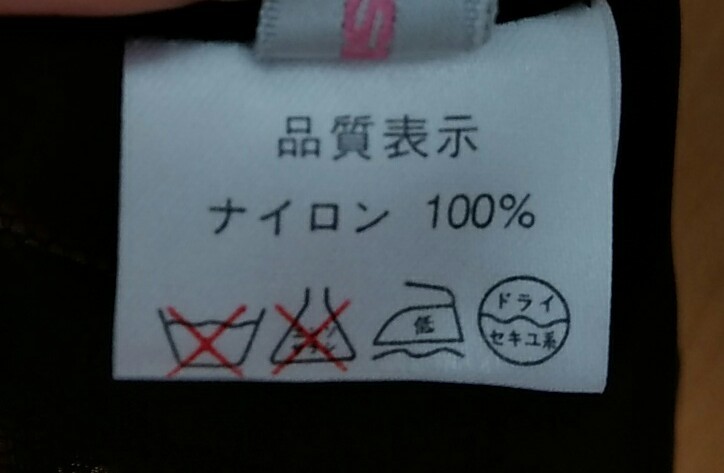 S
品質表示
ナイロン 100%
低
ドライ
セキユ系